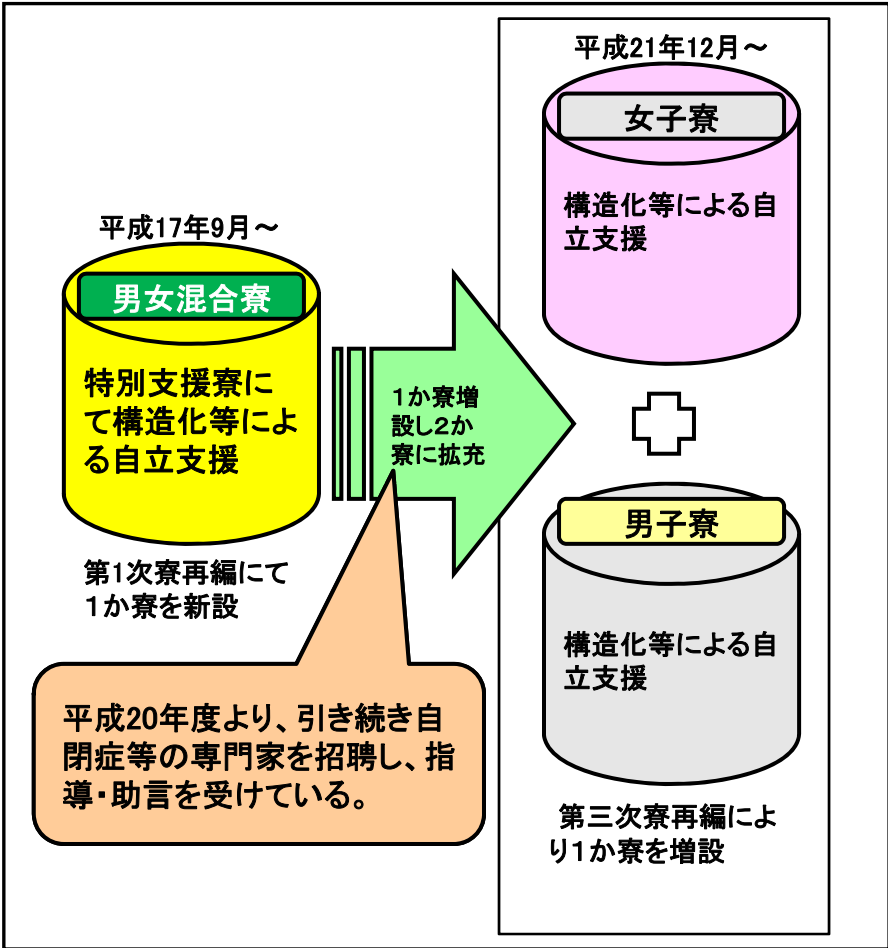 平成17年9月～
男女混合寮
特別支援寮に
て構造化等によ
る自立支援
第1次寮再編にて
１か寮を新設
１か寮増
設し２か
寮に拡充
平成20年度より、引き続き自
閉症等の専門家を招聘し、指
導・助言を受けている。
平成21年12月～
女子寮
構造化等による自
立支援
男子寮
構造化等による自
立支援
第三次寮再編によ
り１か寮を増設